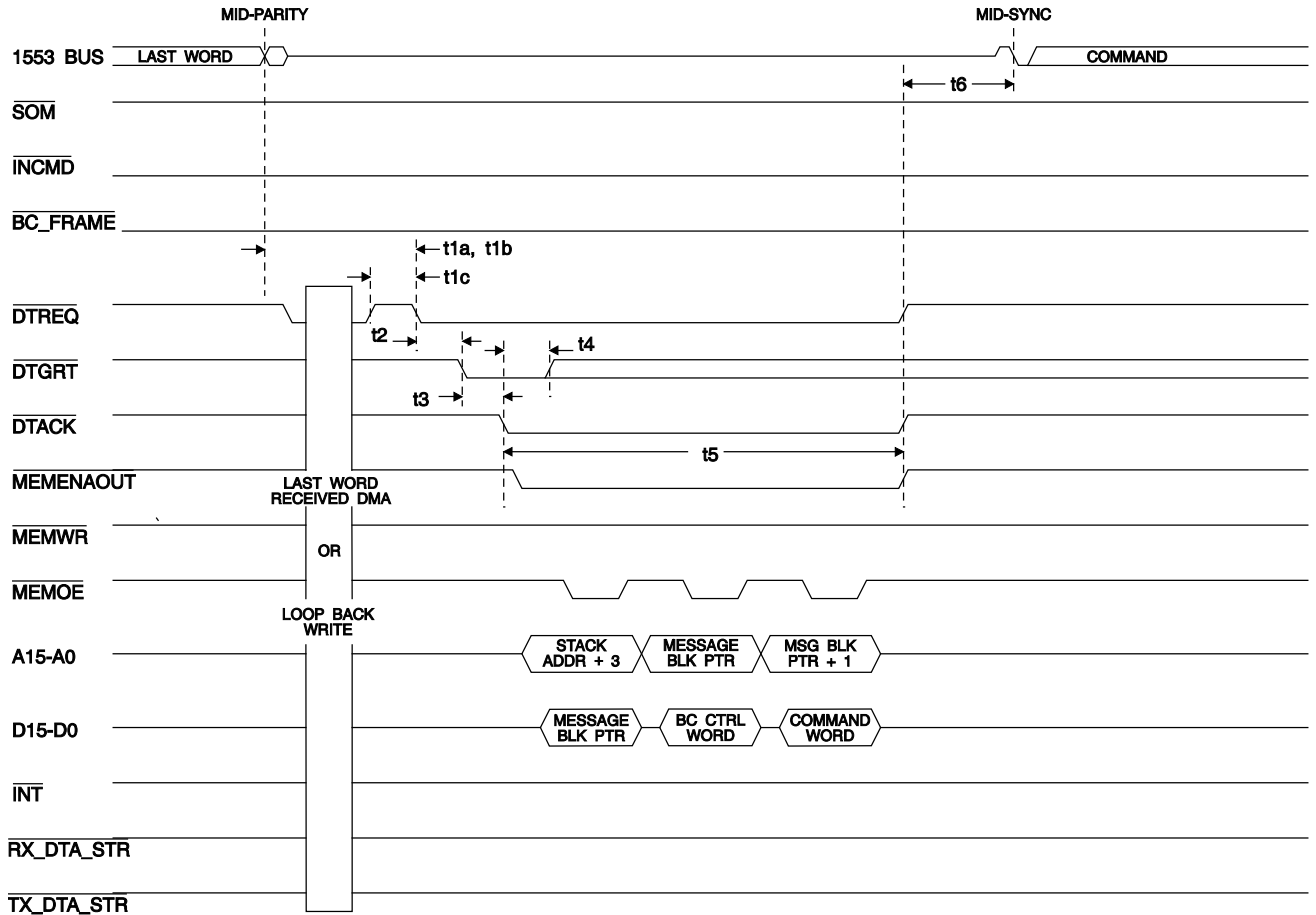 MID-PARITY
MID-SYNC
1553 BUS
LAST WORD
COMMAND
t6
SOM
INCMD
BC_FRAME
t1a, t1b
t1c
DTREQ
t2
t4
DTGRT
t3
DTACK
t5
MEMENAOUT
LAST WORD
RECEIVED DMA
MEMWR
OR
MEMOE
LOOP BACK
WRITE
A15-A0
STACK
ADDR + 3
MESSAGE
BLK PTR
MSG BLK
PTR + 1
D15-D0
MESSAGE
BLK PTR
BC CTRL
WORD
COMMAND
WORD
INT
RX_DTA_STR
TX_DTA_STR